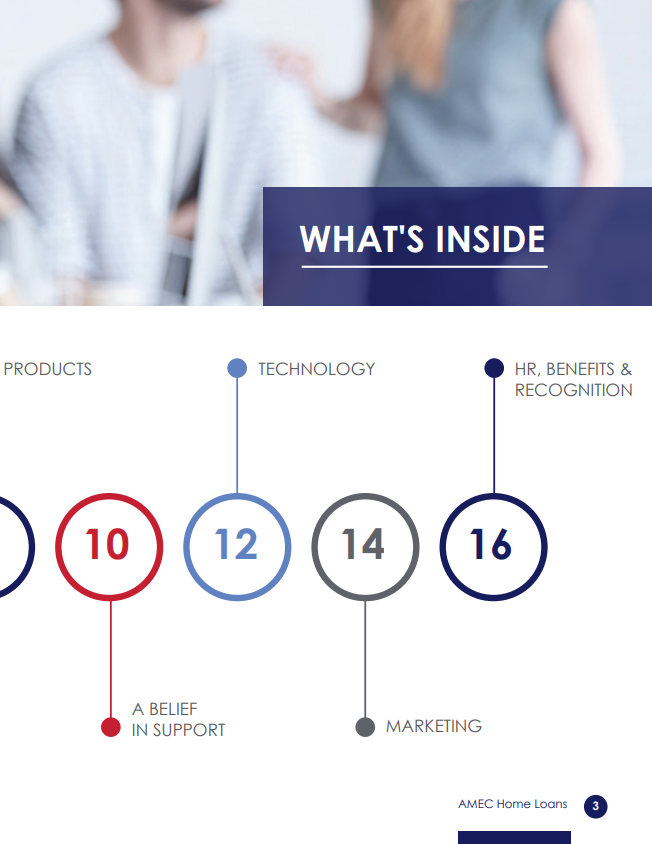 WHAT'S INSIDE
PRODUCTS
TECHNOLOGY
HR, BENEFITS &
RECOGNITION
10
12
14
16
A BELIEF
IN SUPPORT
MARKETING
AMEC Home Loans
3